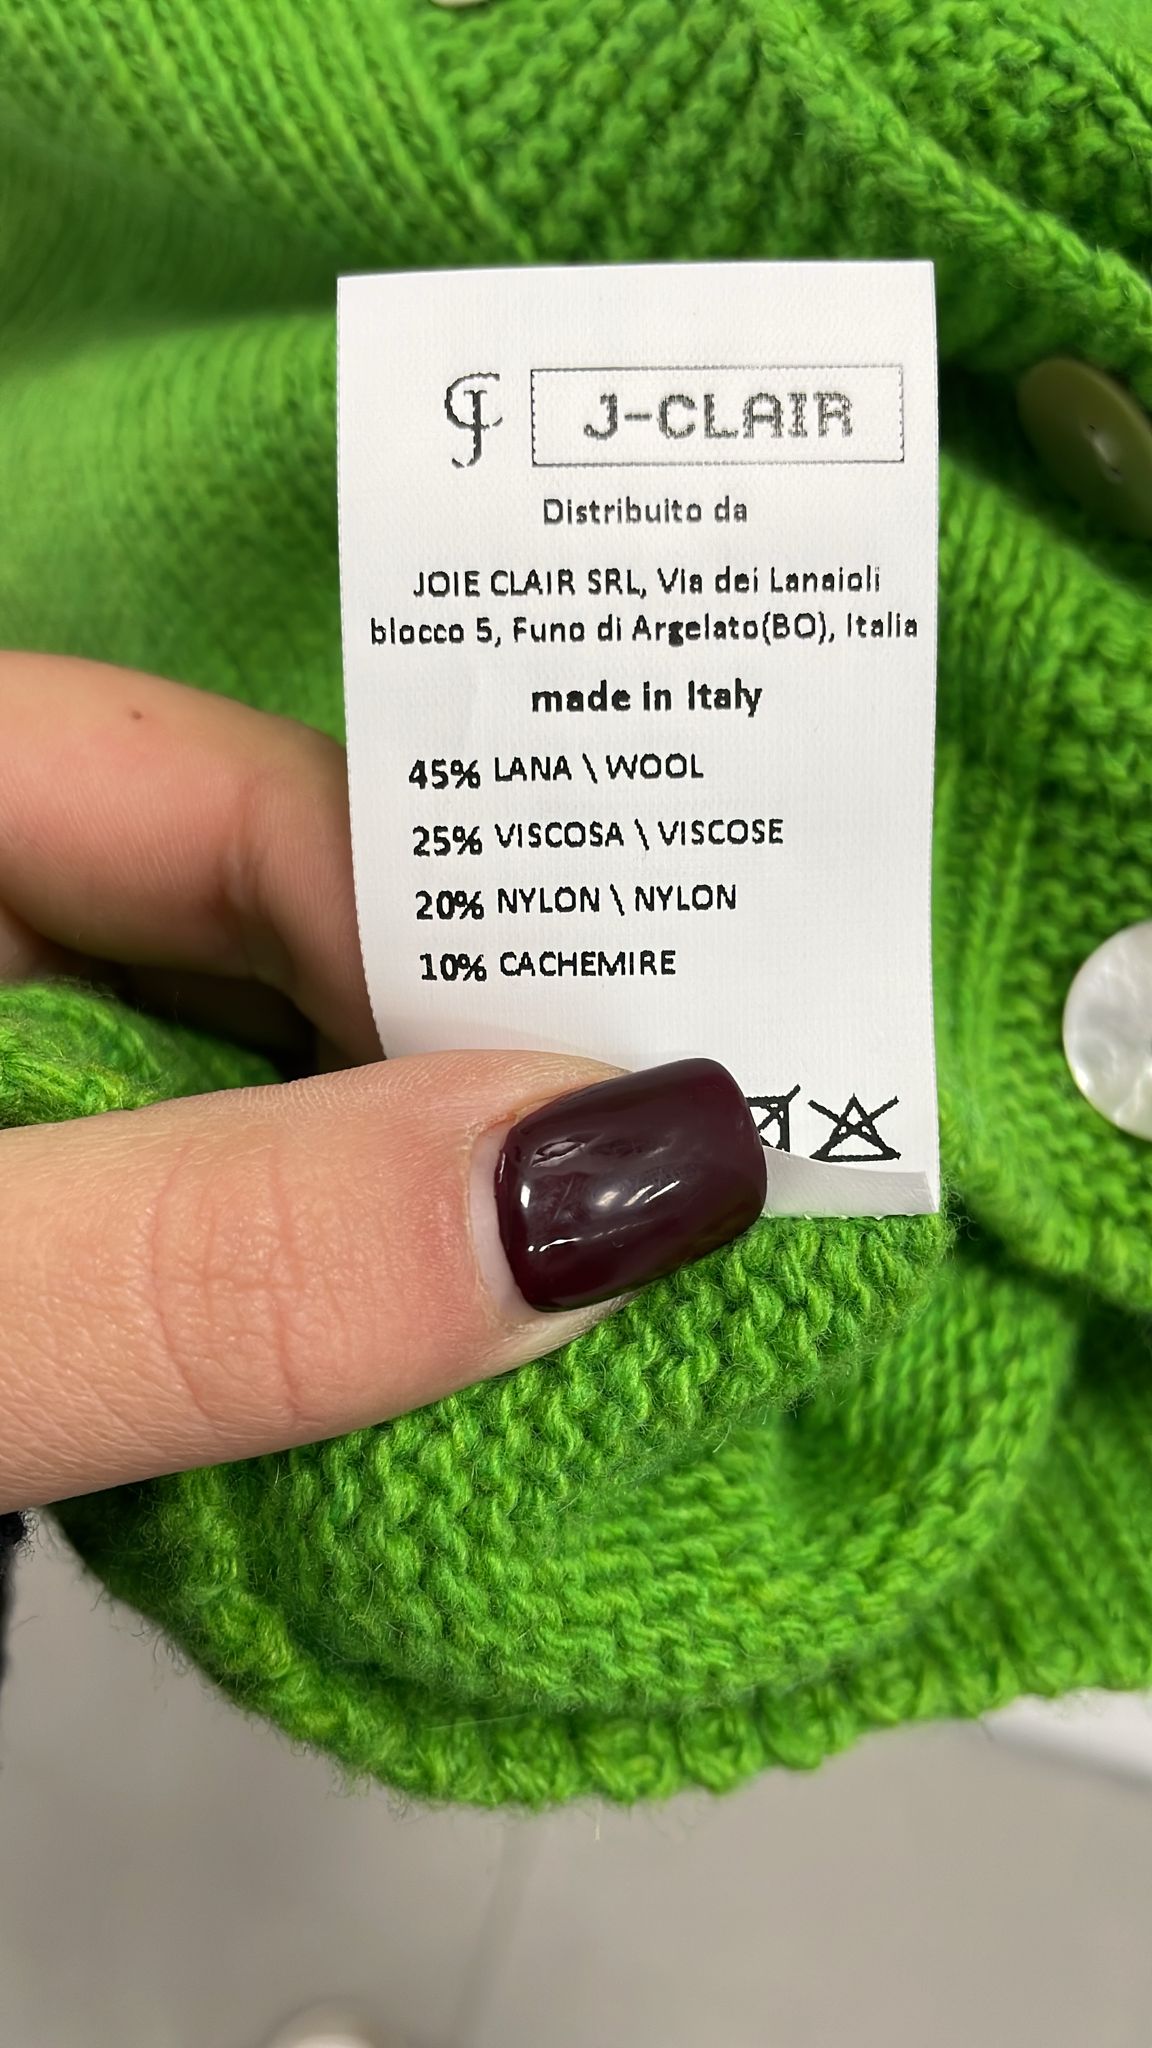 CJ J-CLAIR
Distribuito da
JOIE CLAIR SRL, Via dei Lanaioli
blocco 5, Funo di Argelato(BO), Italia
made in Italy
45% LANA \ WOOL
25% VISCOSA \ VISCOSE
20% NYLON \ NYLON
10% CACHEMIRE